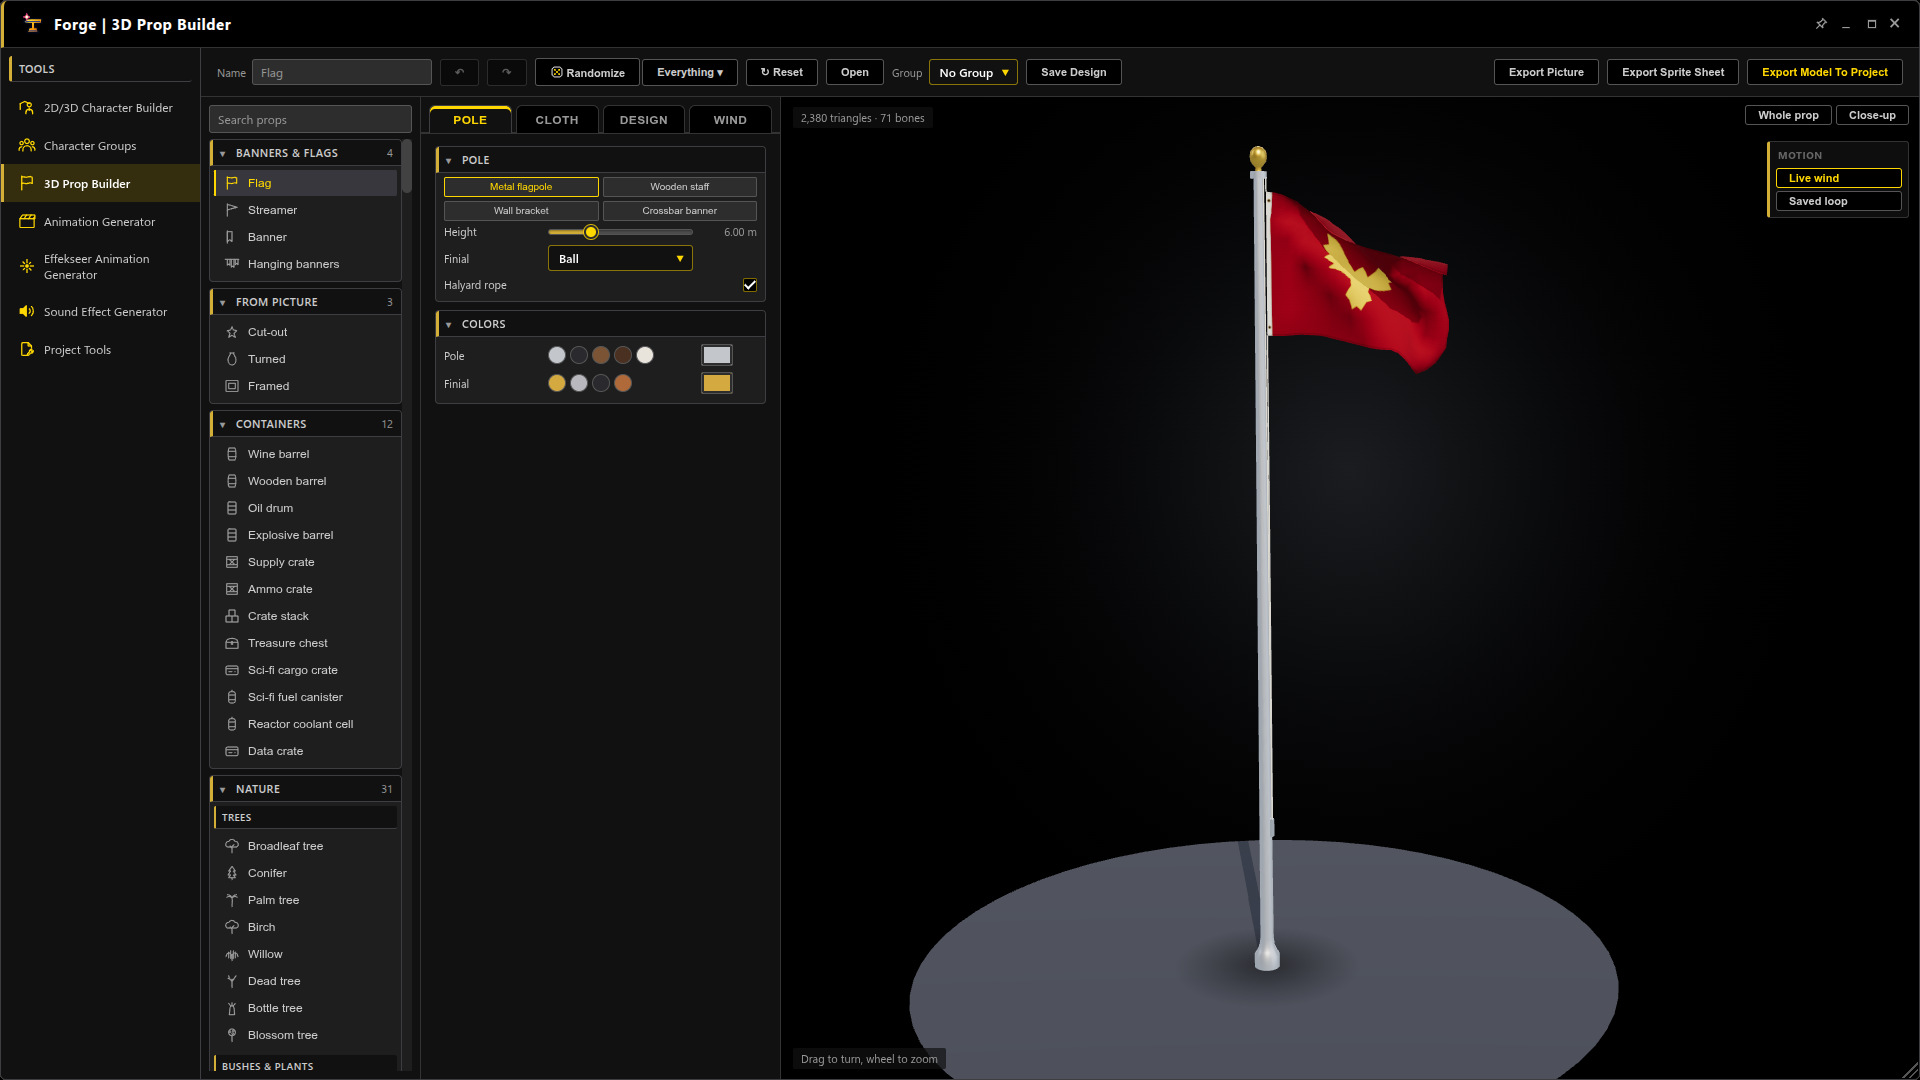 Forge | 3D Prop Builder
TOOLS
2D/3D Character Builder
Character Groups
3D Prop Builder
Animation Generator
Effekseer Animation
Generator
Sound Effect Generator
Project Tools
Name
Flag
Randomize
Everything
Reset
Open
Group
No Group
Save Design
Export Picture
Export Sprite Sheet
Export Model To Project
Search props
BANNERS & FLAGS 4
Flag
Streamer
Banner
Hanging banners
FROM PICTURE 3
Cut-out
Turned
Framed
CONTAINERS 12
Wine barrel
Wooden barrel
Oil drum
Explosive barrel
Supply crate
Ammo crate
Crate stack
Treasure chest
Sci-fi cargo crate
Sci-fi fuel canister
Reactor coolant cell
Data crate
NATURE 31
TREES
Broadleaf tree
Conifer
Palm tree
Birch
Willow
Dead tree
Bottle tree
Blossom tree
BUSHES & PLANTS
POLE
CLOTH
DESIGN
WIND
POLE
Metal flagpole
Wooden staff
Wall bracket
Crossbar banner
Height 6.00 m
Finial Ball
Halyard rope
COLORS
Pole
Finial
2,380 triangles · 71 bones
Whole prop
Close-up
MOTION
Live wind
Saved loop
Drag to turn, wheel to zoom